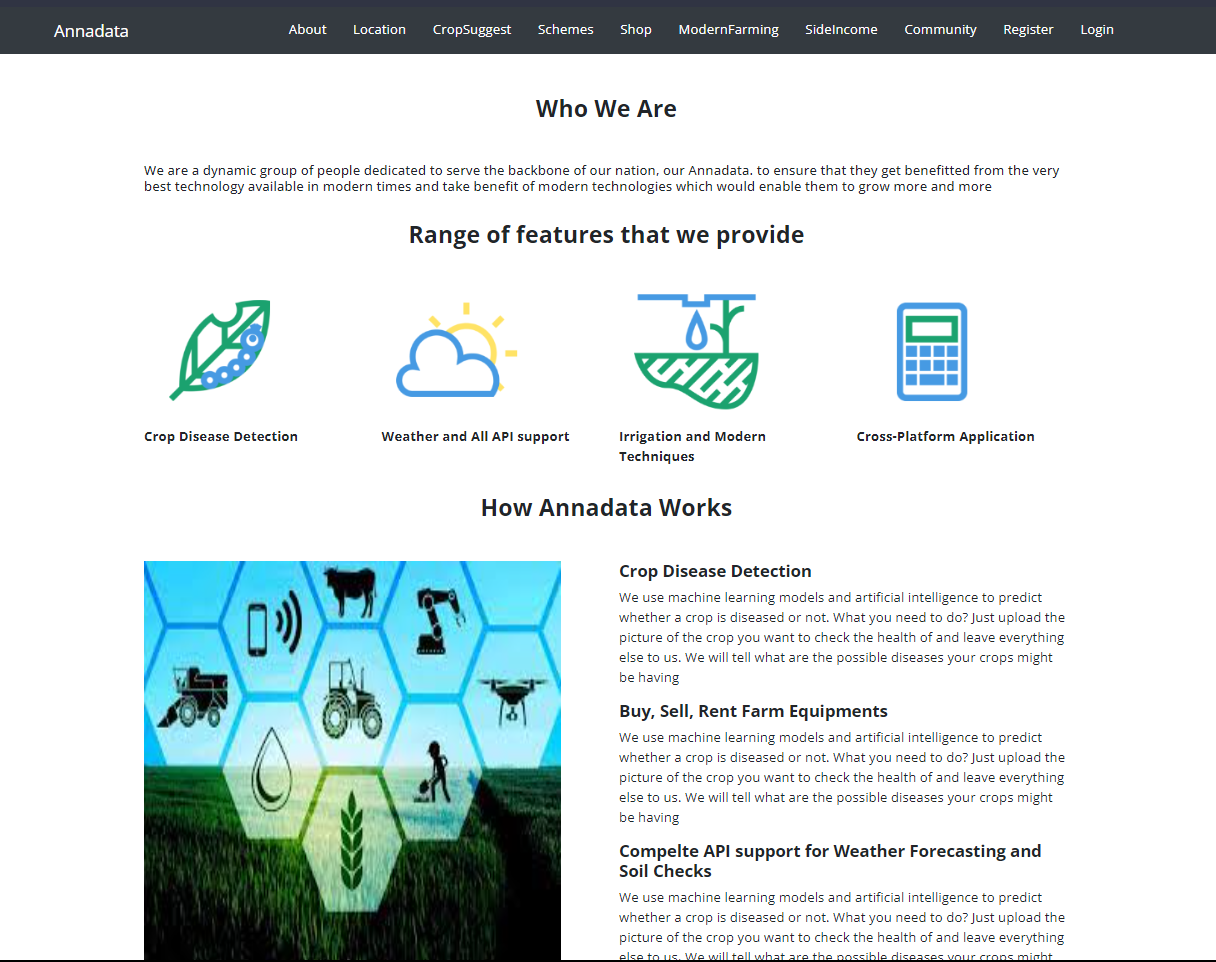 Annadata About Location CropSuggest Schemes Shop ModernFarming SideIncome Community Register Login
Who We Are
We are a dynamic group of people dedicated to serve the backbone of our nation, our Annadata. to ensure that they get benefitted from the very
best technology available in modern times and take benefit of modern technologies which would enable them to grow more and more
Range of features that we provide
Crop Disease Detection
Weather and All API support
Irrigation and Modern
Techniques
Cross-Platform Application
How Annadata Works
Crop Disease Detection
We use machine learning models and artificial intelligence to predict
whether a crop is diseased or not. What you need to do? Just upload the
picture of the crop you want to check the health of and leave everything
else to us. We will tell what are the possible diseases your crops might
be having
Buy, Sell, Rent Farm Equipments
We use machine learning models and artificial intelligence to predict
whether a crop is diseased or not. What you need to do? Just upload the
picture of the crop you want to check the health of and leave everything
else to us. We will tell what are the possible diseases your crops might
be having
Compelte API support for Weather Forecasting and
Soil Checks
We use machine learning models and artificial intelligence to predict
whether a crop is diseased or not. What you need to do? Just upload the
picture of the crop you want to check the health of and leave everything
else to us. We will tell what are the possible diseases your crops might